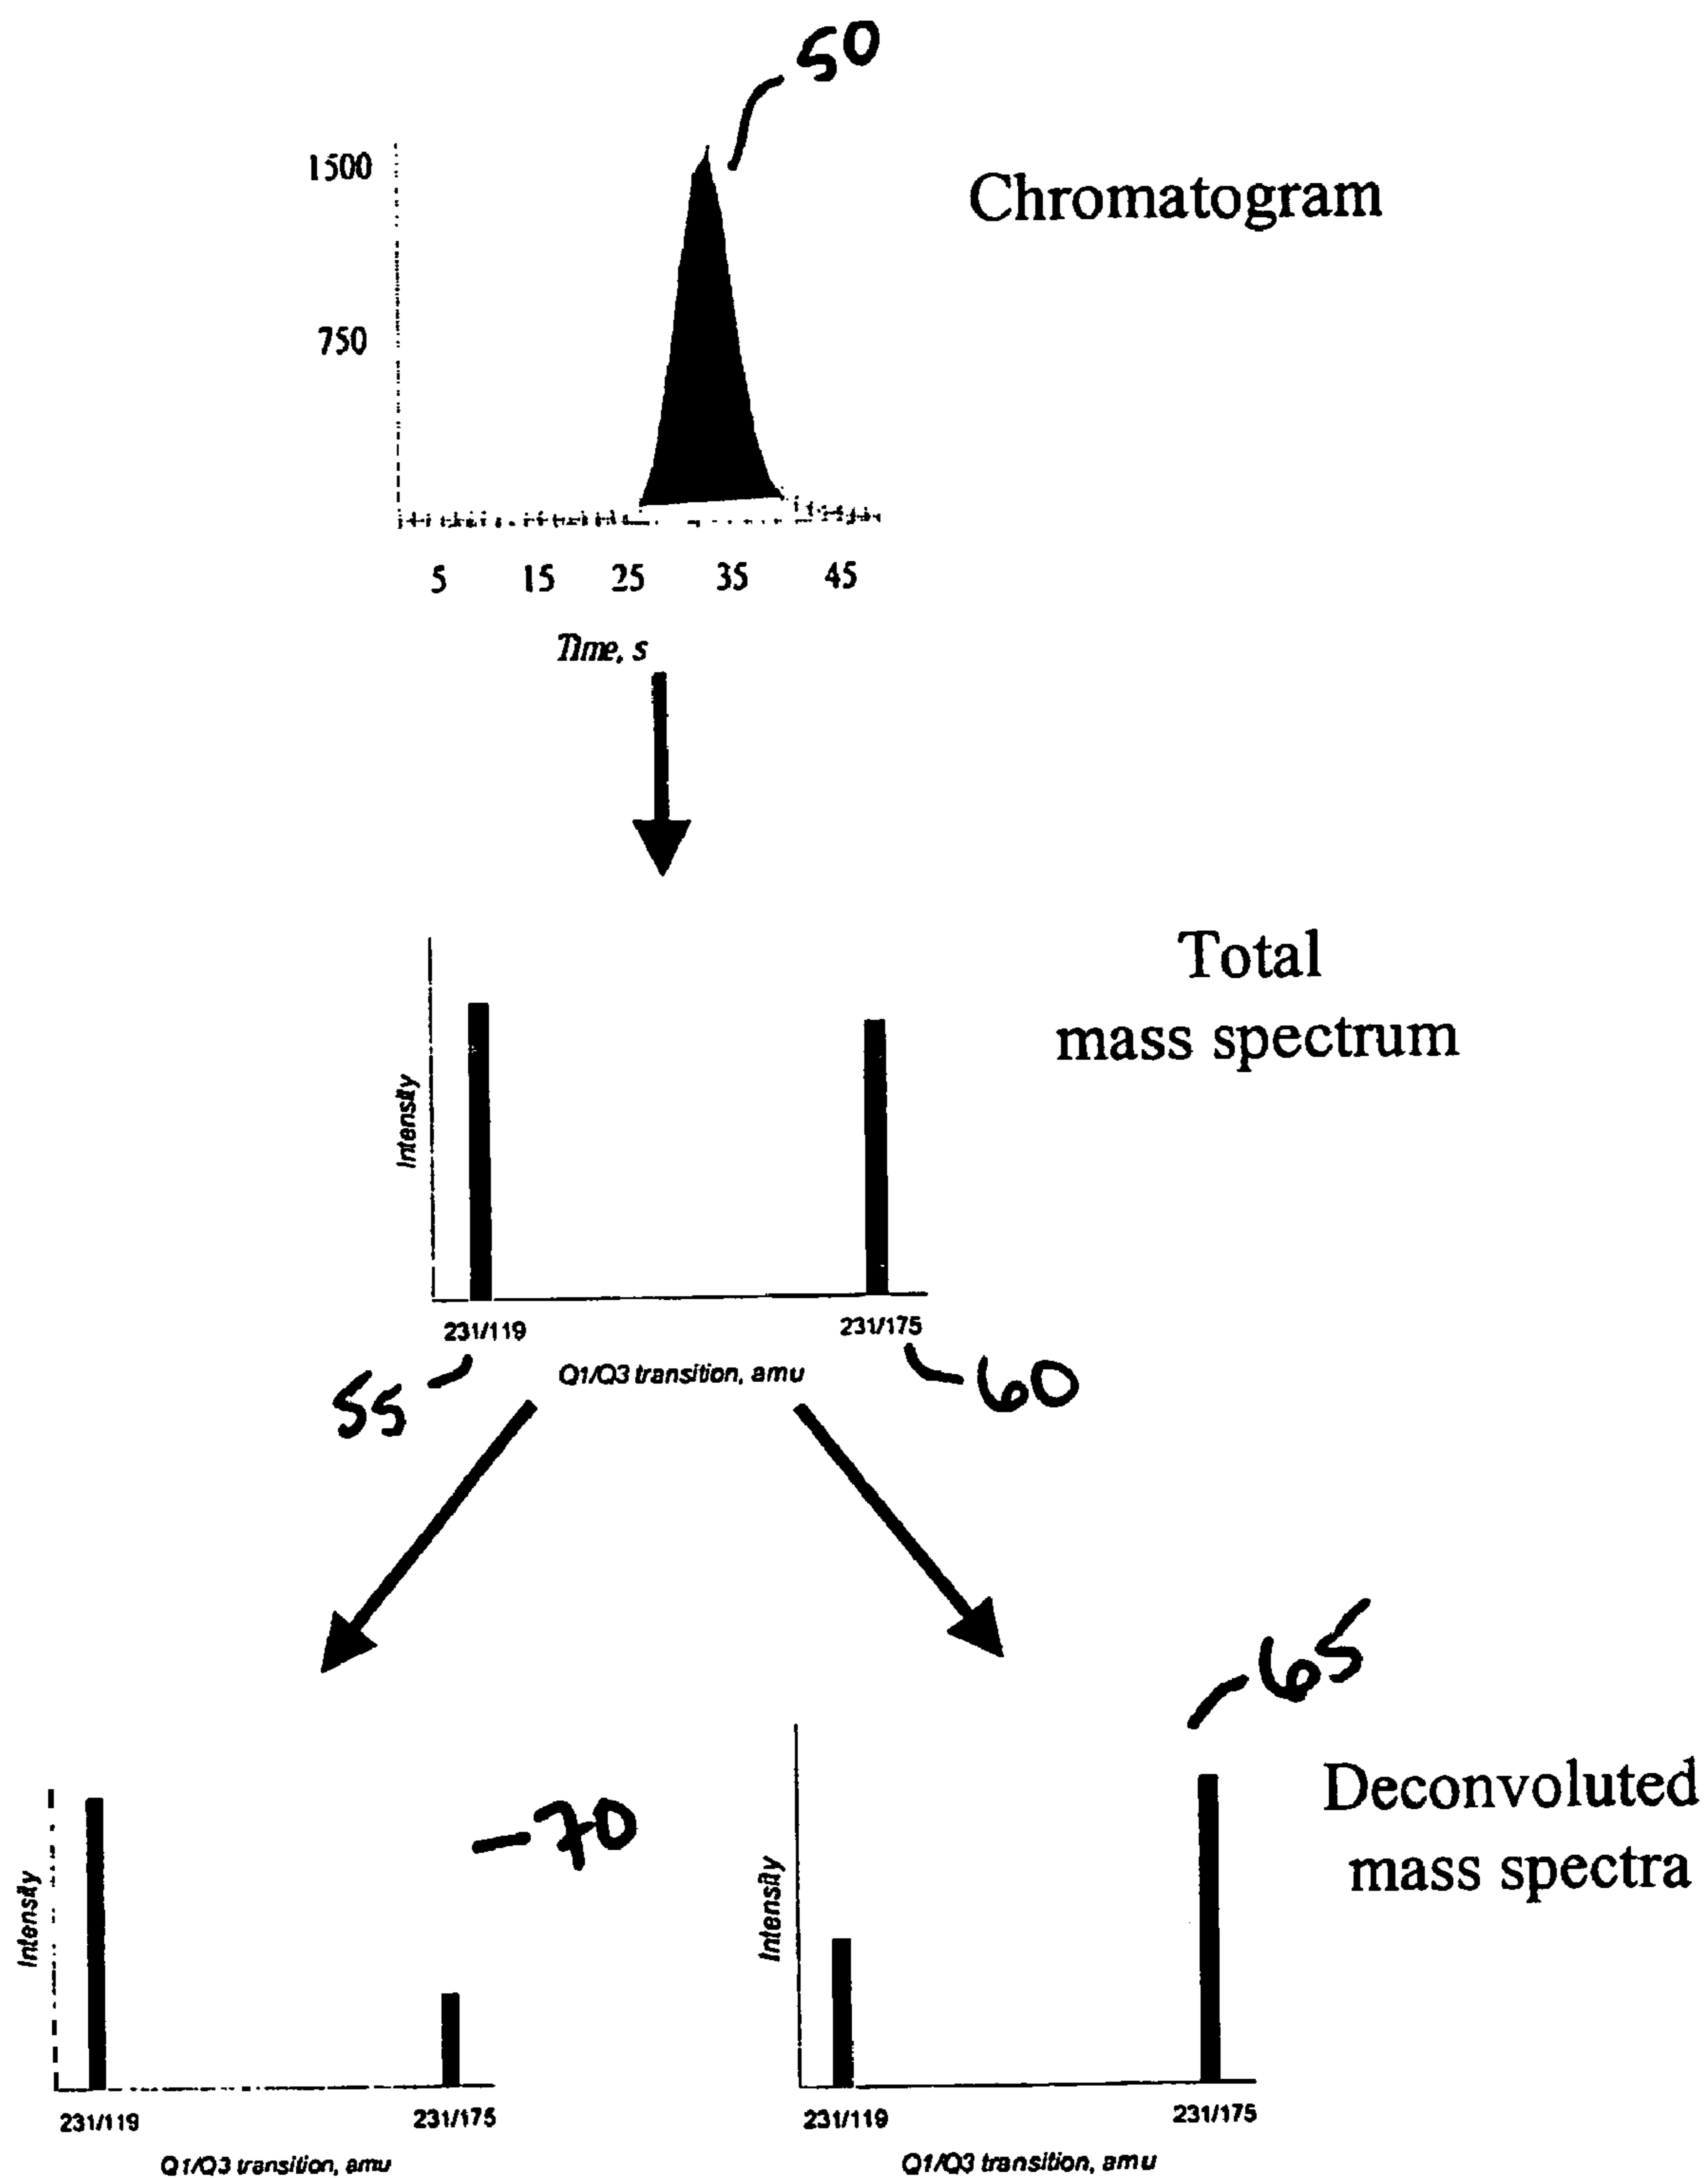 50
1500
Chromatogram
750
5 15 25 35 45
Time, s
Total
mass spectrum
Intensity
231/119 231/175
55 Q1/Q3 transition, amu 60
65
70
Deconvoluted
mass spectra
Intensity
Intensity
231/119 231/175
231/119 231/175
Q1/Q3 transition, amu
Q1/Q3 transition, amu